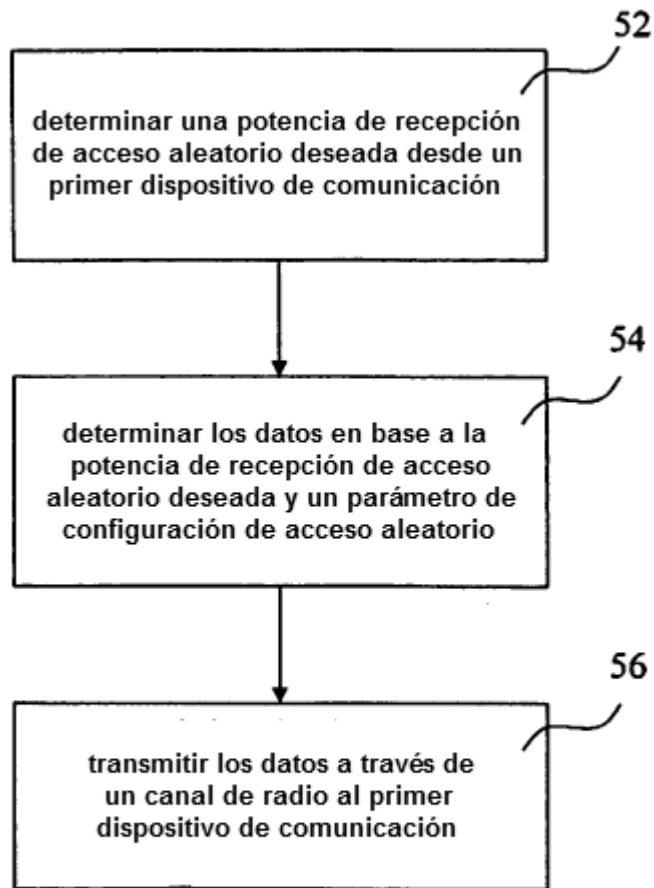 52
determinar una potencia de recepción
de acceso aleatorio deseada desde un
primer dispositivo de comunicación
54
determinar los datos en base a la
potencia de recepción de acceso
aleatorio deseada y un parámetro de
configuración de acceso aleatorio
56
transmitir los datos a través de
un canal de radio al primer
dispositivo de comunicación